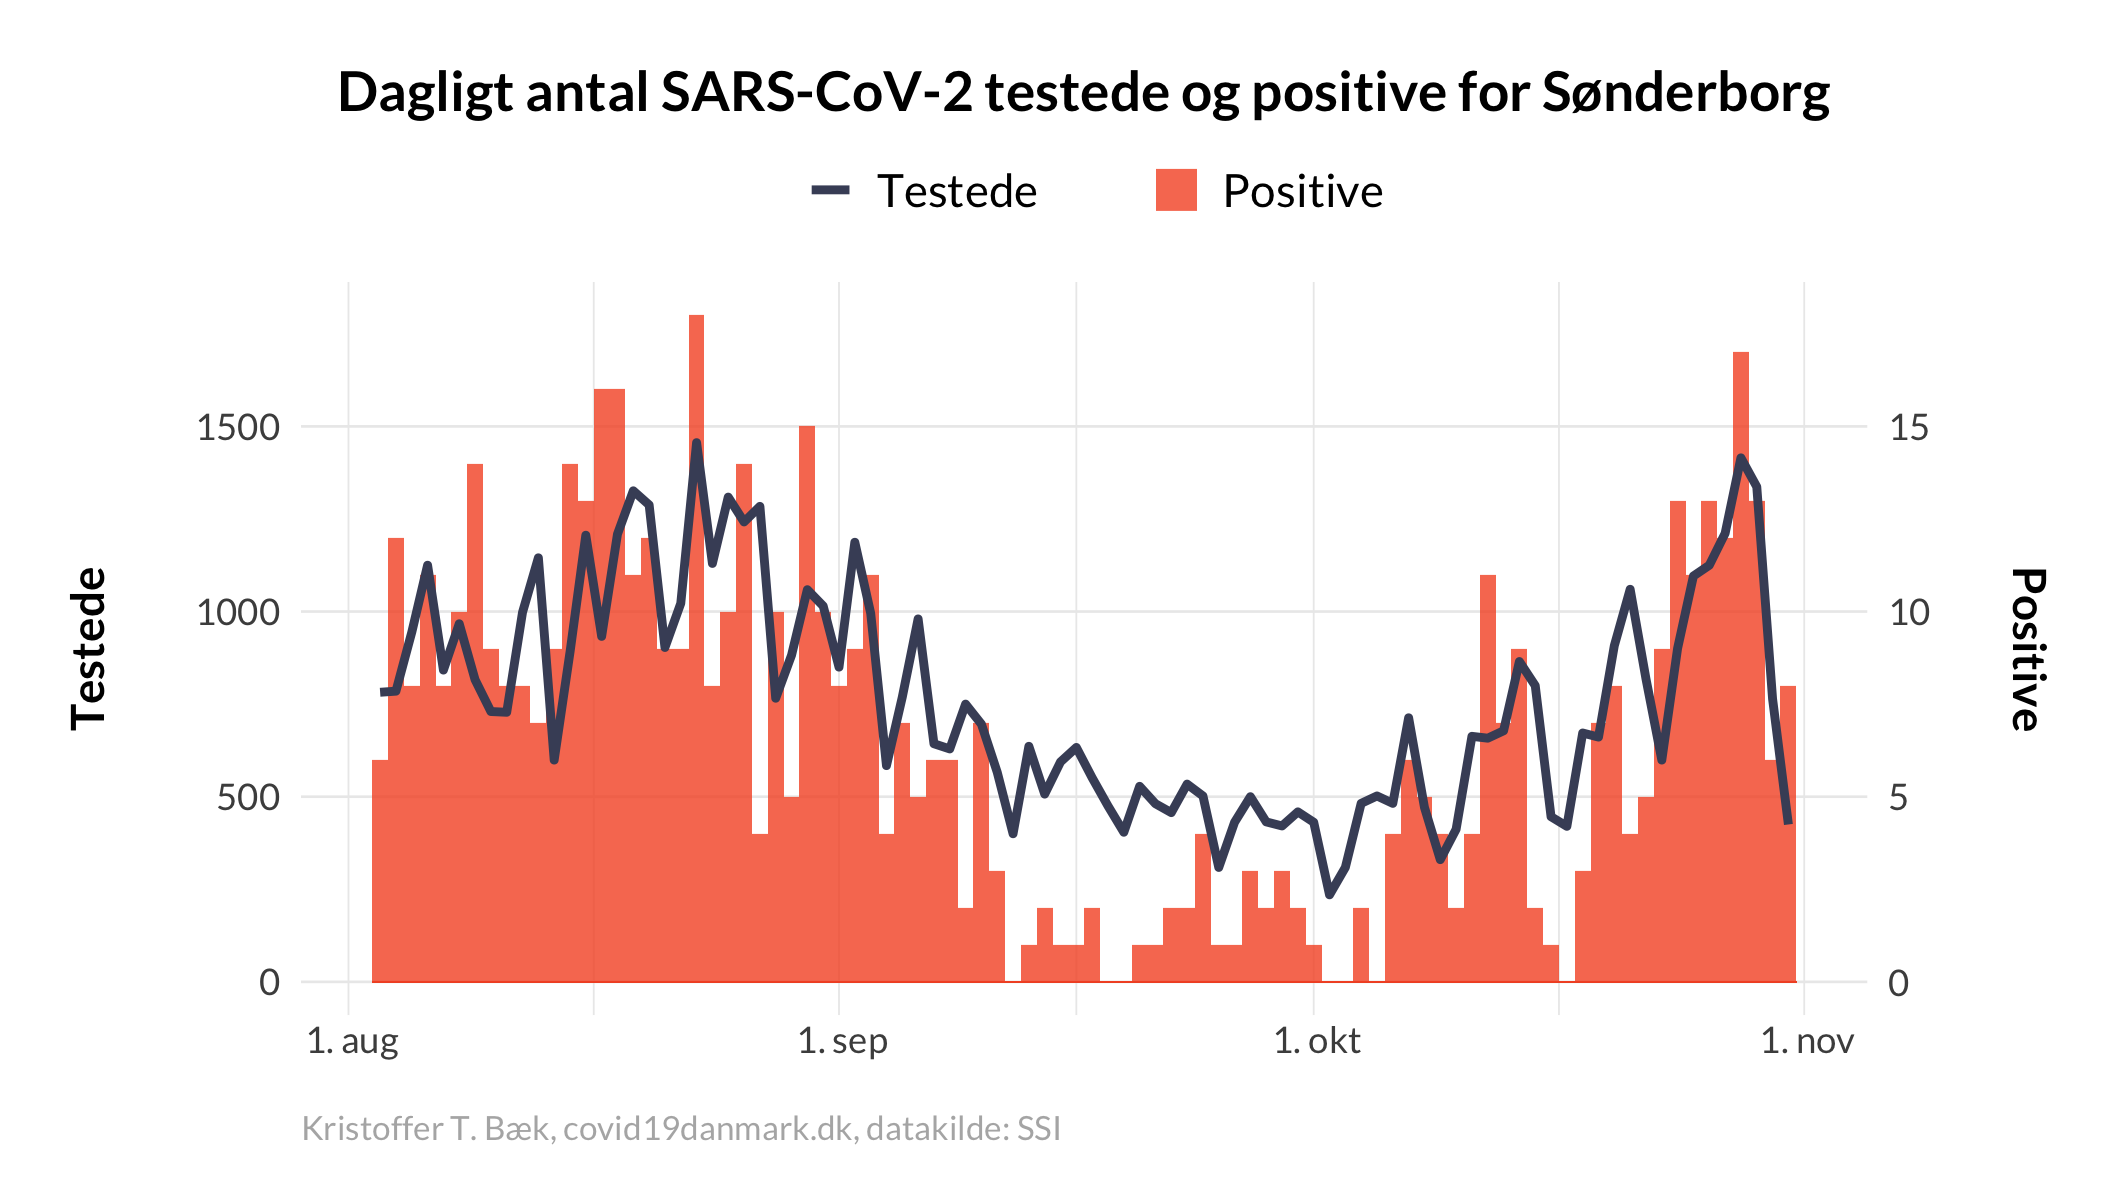 Dagligt antal SARS-CoV-2 testede og positive for Sønderborg
Testede
Positive
1500
1000
500
0
Testede
15
10
5
0
Positive
1. aug
1. sep
1. okt
1. nov
Kristoffer T. Bæk, covid19danmark.dk, datakilde: SSI